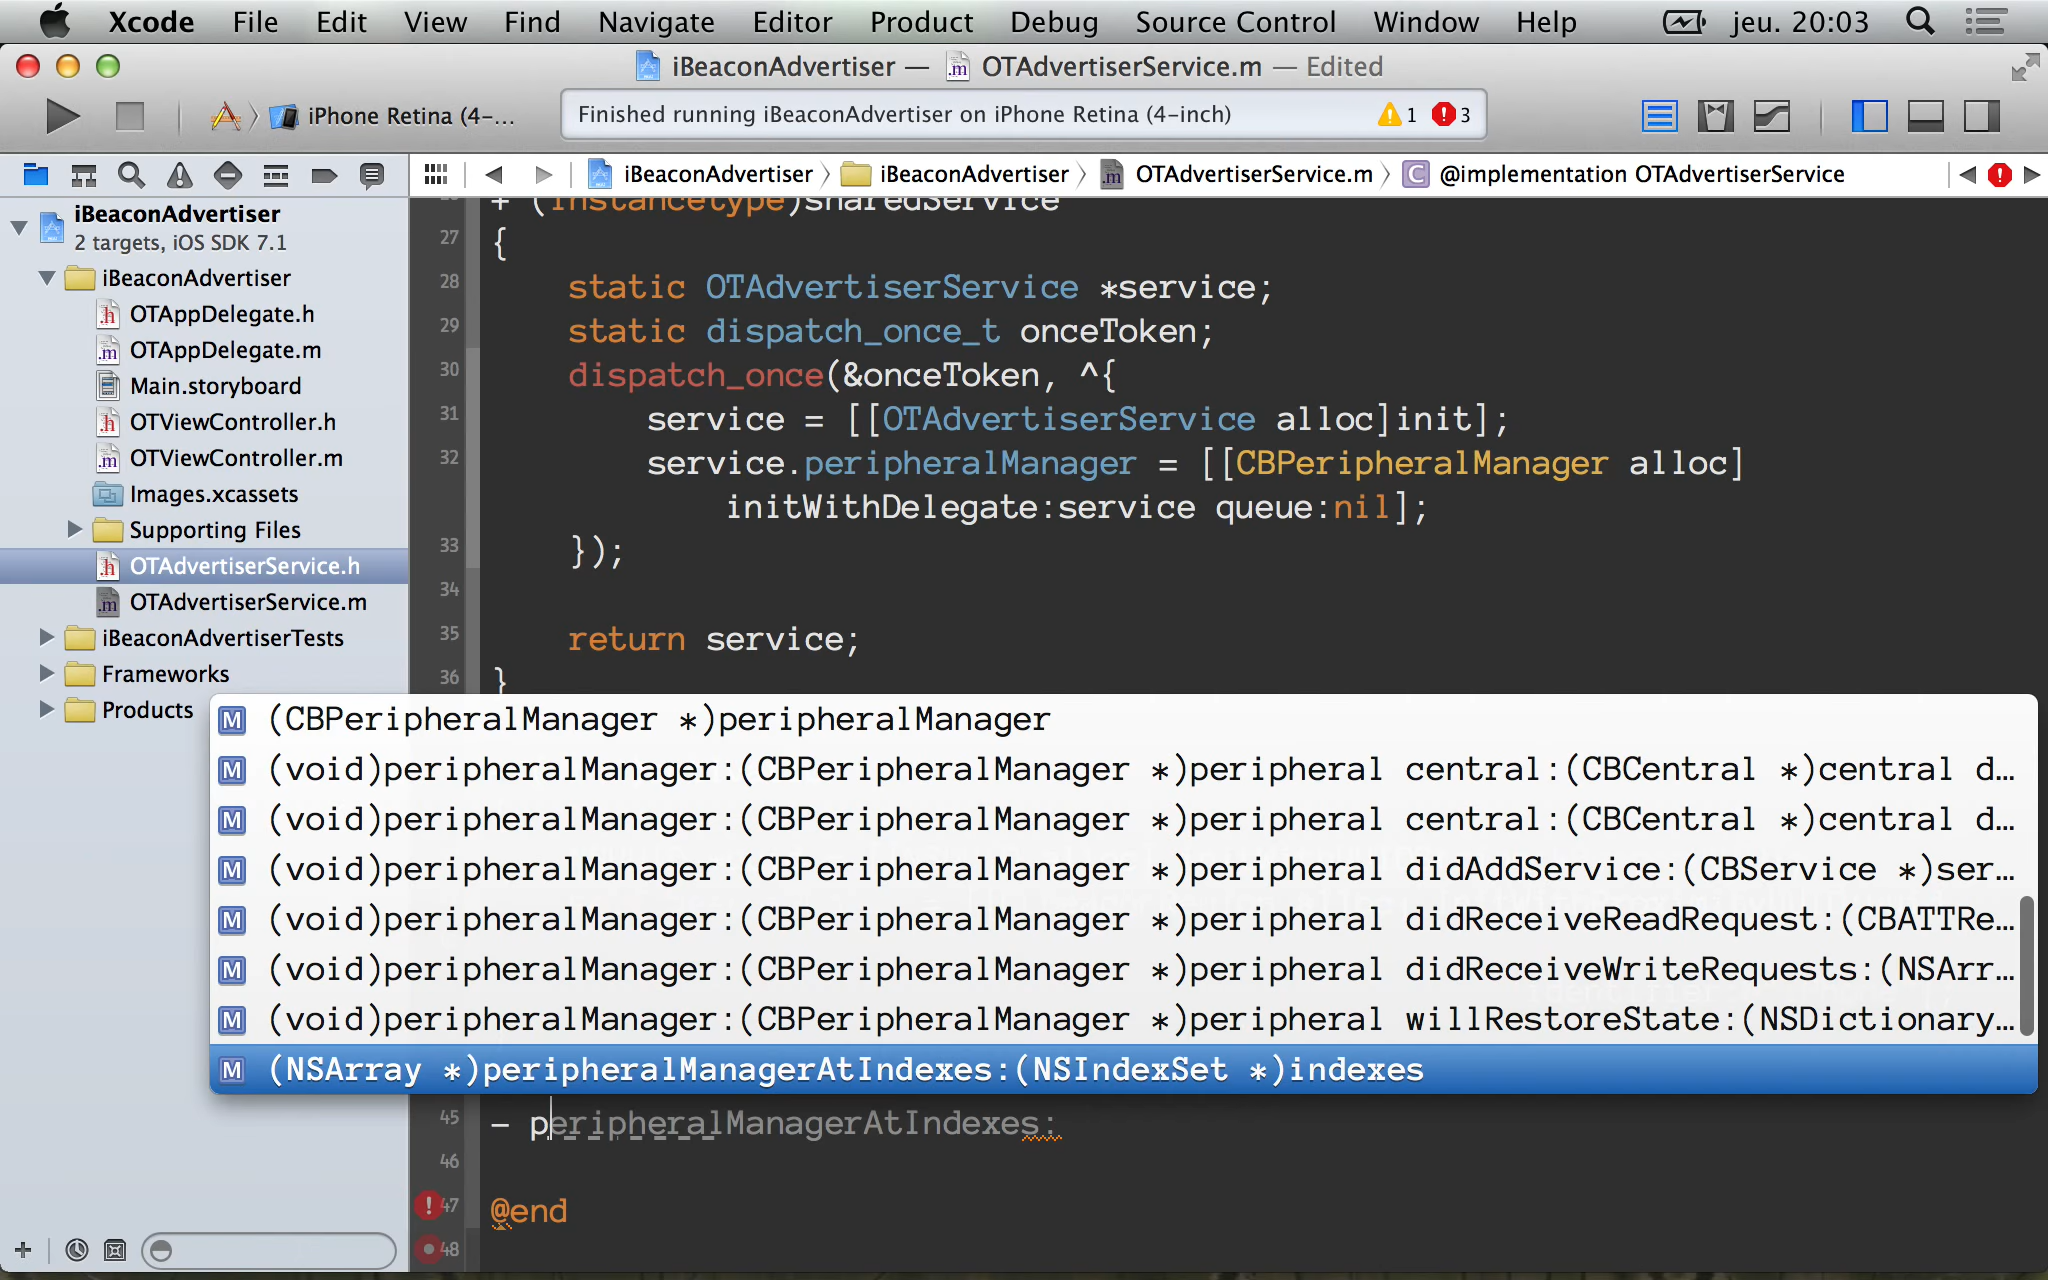 Xcode File Edit View Find Navigate Editor Product Debug Source Control Window Help jeu. 20:03
iBeaconAdvertiser — OTAdvertiserService.m — Edited
iPhone Retina (4-... Finished running iBeaconAdvertiser on iPhone Retina (4-inch) 1 3
iBeaconAdvertiser iBeaconAdvertiser OTAdvertiserService.m @implementation OTAdvertiserService
iBeaconAdvertiser
2 targets, iOS SDK 7.1
iBeaconAdvertiser
OTAppDelegate.h
OTAppDelegate.m
Main.storyboard
OTViewController.h
OTViewController.m
Images.xcassets
Supporting Files
OTAdvertiserService.h
OTAdvertiserService.m
iBeaconAdvertiserTests
Frameworks
Products
+ (instancetype)sharedService
27 {
28 static OTAdvertiserService *service;
29 static dispatch_once_t onceToken;
30 dispatch_once(&onceToken, ^{
31 service = [[OTAdvertiserService alloc]init];
32 service.peripheralManager = [[CBPeripheralManager alloc]
initWithDelegate:service queue:nil];
33 });
34
35 return service;
36 }
M (CBPeripheralManager *)peripheralManager
M (void)peripheralManager:(CBPeripheralManager *)peripheral central:(CBCentral *)central d...
M (void)peripheralManager:(CBPeripheralManager *)peripheral central:(CBCentral *)central d...
M (void)peripheralManager:(CBPeripheralManager *)peripheral didAddService:(CBService *)ser...
M (void)peripheralManager:(CBPeripheralManager *)peripheral didReceiveReadRequest:(CBATTRe...
M (void)peripheralManager:(CBPeripheralManager *)peripheral didReceiveWriteRequests:(NSArr...
M (void)peripheralManager:(CBPeripheralManager *)peripheral willRestoreState:(NSDictionary...
M (NSArray *)peripheralManagerAtIndexes:(NSIndexSet *)indexes
45 - peripheralManagerAtIndexes:
46
47 @end
48